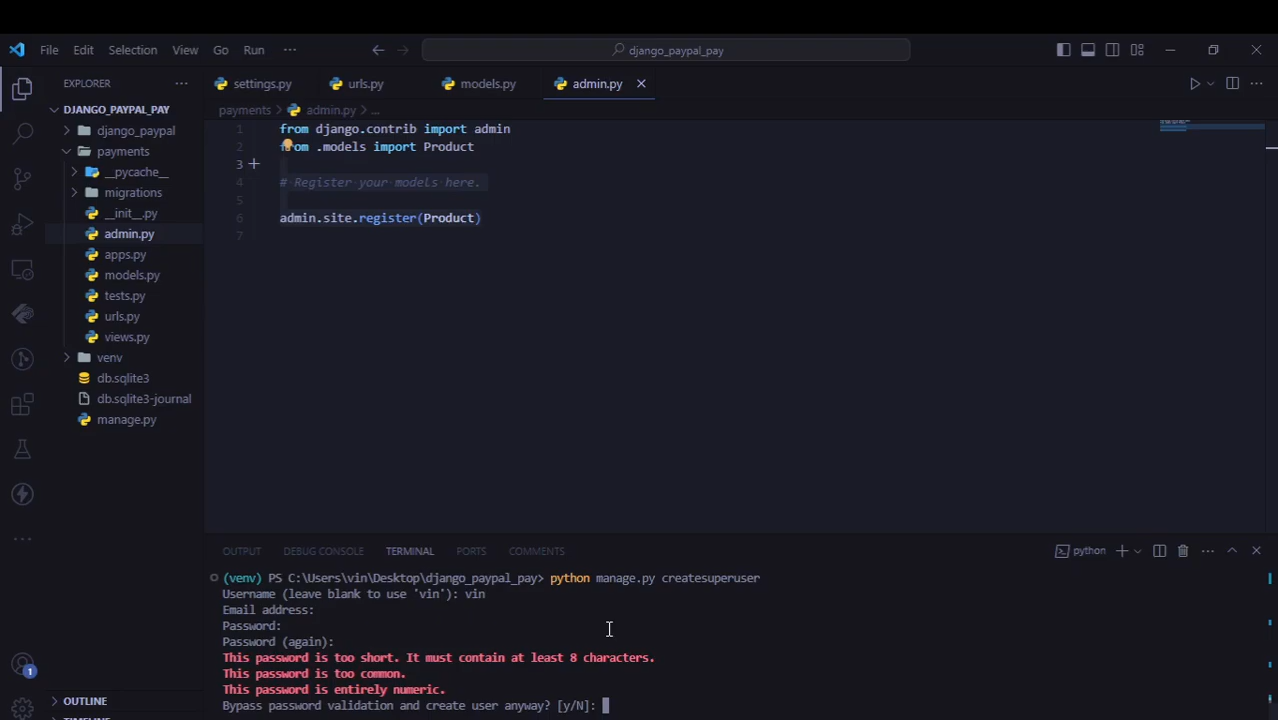 File Edit Selection View Go Run ··· django_paypal_pay
EXPLORER ··· settings.py urls.py models.py admin.py
DJANGO_PAYPAL_PAY
django_paypal
payments
__pycache__
migrations
__init__.py
admin.py
apps.py
models.py
tests.py
urls.py
views.py
venv
db.sqlite3
db.sqlite3-journal
manage.py
OUTLINE
1
payments > admin.py > ...
1 from django.contrib import admin
2 from .models import Product
3
4 # Register your models here.
5
6 admin.site.register(Product)
7
OUTPUT DEBUG CONSOLE TERMINAL PORTS COMMENTS python
(venv) PS C:\Users\vin\Desktop\django_paypal_pay> python manage.py createsuperuser
Username (leave blank to use 'vin'): vin
Email address:
Password:
Password (again):
This password is too short. It must contain at least 8 characters.
This password is too common.
This password is entirely numeric.
Bypass password validation and create user anyway? [y/N]: